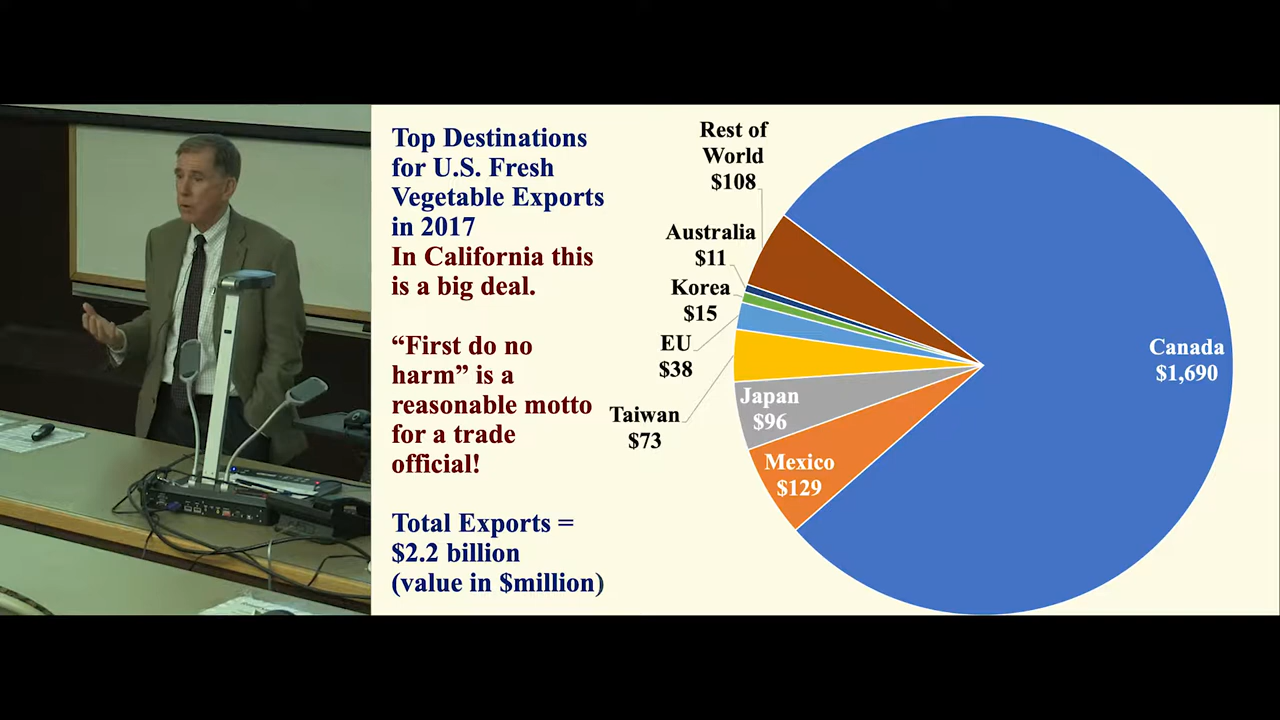 Top Destinations
for U.S. Fresh
Vegetable Exports
in 2017
In California this
is a big deal.
“First do no
harm” is a
reasonable motto
for a trade
official!
Total Exports =
$2.2 billion
(value in $million)
Rest of
World
$108
Australia
$11
Korea
$15
EU
$38
Taiwan
$73
Japan
$96
Mexico
$129
Canada
$1,690